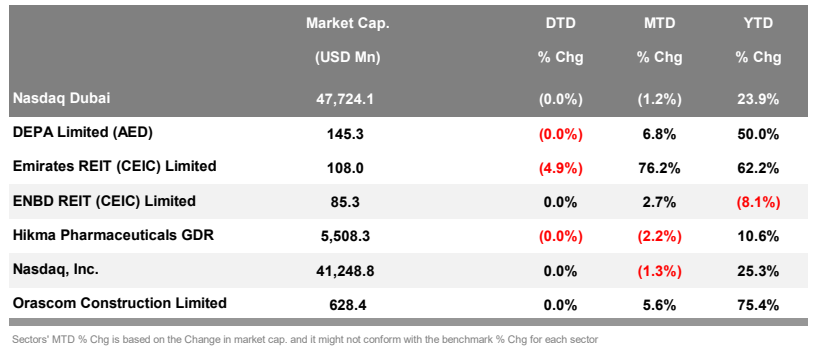 Market Cap. DTD MTD YTD
(USD Mn) % Chg % Chg % Chg
Nasdaq Dubai 47,724.1 (0.0%) (1.2%) 23.9%
DEPA Limited (AED) 145.3 (0.0%) 6.8% 50.0%
Emirates REIT (CEIC) Limited 108.0 (4.9%) 76.2% 62.2%
ENBD REIT (CEIC) Limited 85.3 0.0% 2.7% (8.1%)
Hikma Pharmaceuticals GDR 5,508.3 (0.0%) (2.2%) 10.6%
Nasdaq, Inc. 41,248.8 0.0% (1.3%) 25.3%
Orascom Construction Limited 628.4 0.0% 5.6% 75.4%
Sectors' MTD % Chg is based on the Change in market cap. and it might not conform with the benchmark % Chg for each sector